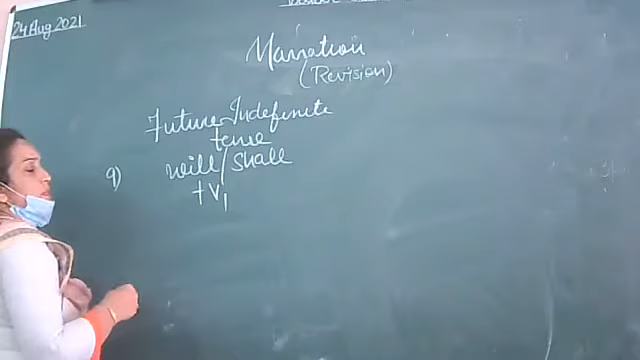 24 Aug 2021
Narration
(Revision)
Future Indefinite
tense
9) will/Shall
+V1